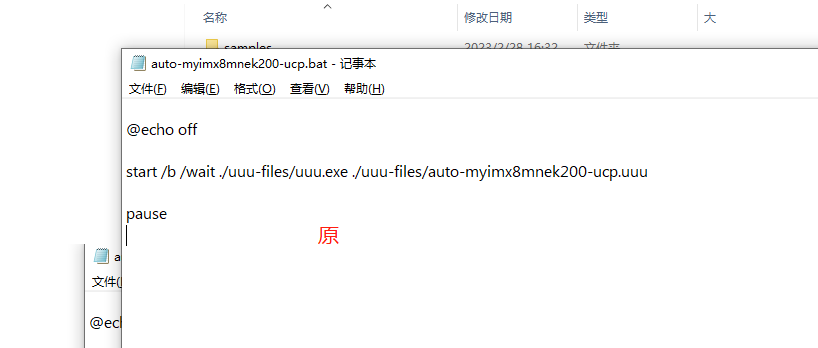 名称 修改日期 类型 大
samples 2023/2/28 16:32 文件夹
auto-myimx8mnek200-ucp.bat - 记事本
文件(F) 编辑(E) 格式(O) 查看(V) 帮助(H)
@echo off
start /b /wait ./uuu-files/uuu.exe ./uuu-files/auto-myimx8mnek200-ucp.uuu
pause
原
a
文件(
@ech